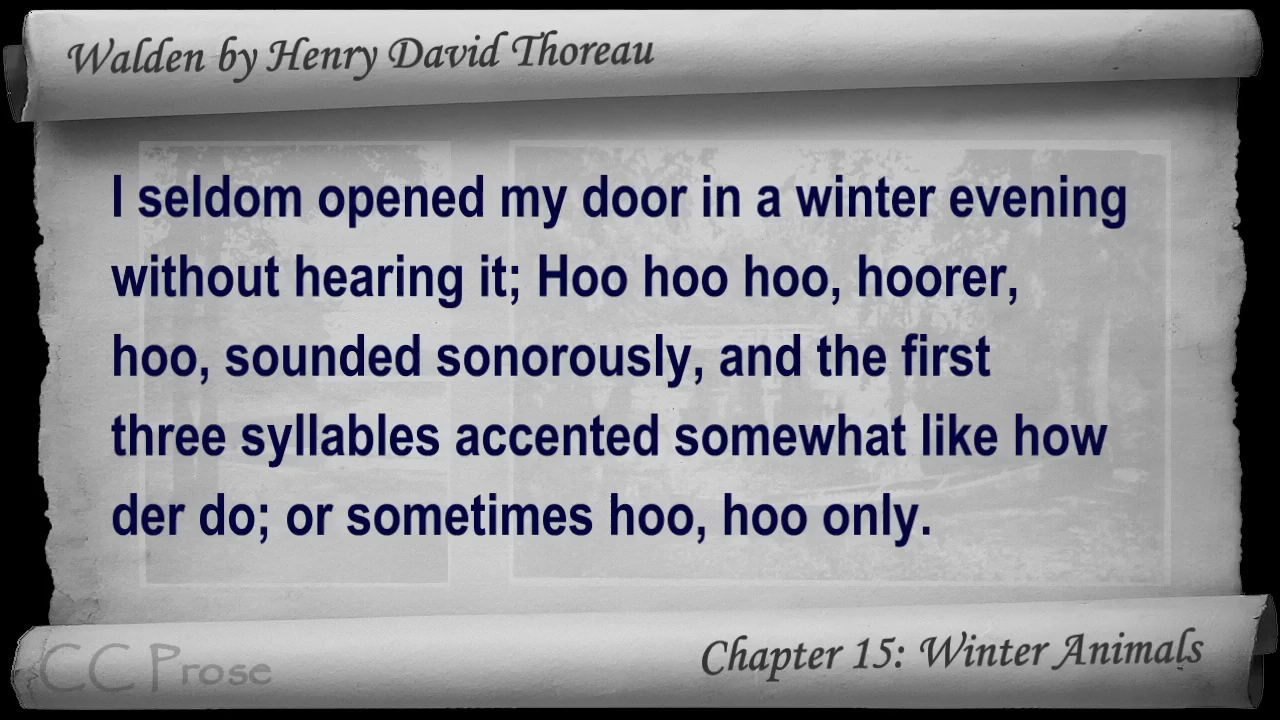 Walden by Henry David Thoreau
I seldom opened my door in a winter evening
without hearing it; Hoo hoo hoo, hoorer,
hoo, sounded sonorously, and the first
three syllables accented somewhat like how
der do; or sometimes hoo, hoo only.
CC Prose
Chapter 15: Winter Animals